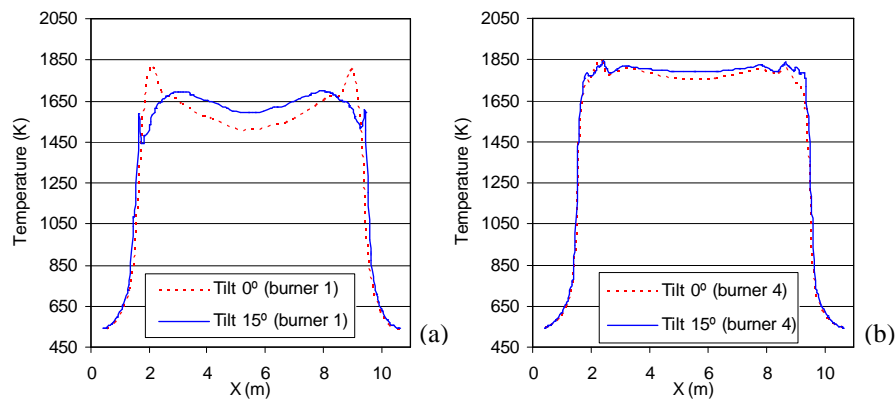 2050
1850
1650
1450
1250
1050
850
650
450
Temperature (K)
0 2 4 6 8 10
X (m)
Tilt 0º (burner 1)
Tilt 15º (burner 1)
(a)
2050
1850
1650
1450
1250
1050
850
650
450
Temperature (K)
0 2 4 6 8 10
X (m)
Tilt 0º (burner 4)
Tilt 15º (burner 4)
(b)